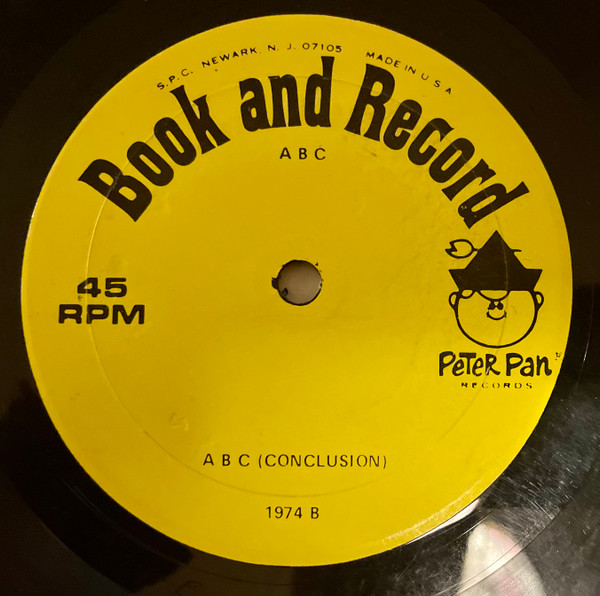 S.P.C. NEWARK, N. J. 07105 MADE IN U S A
Book and Record
A B C
45
RPM
PETER PAN
RECORDS
A B C (CONCLUSION)
1974 B